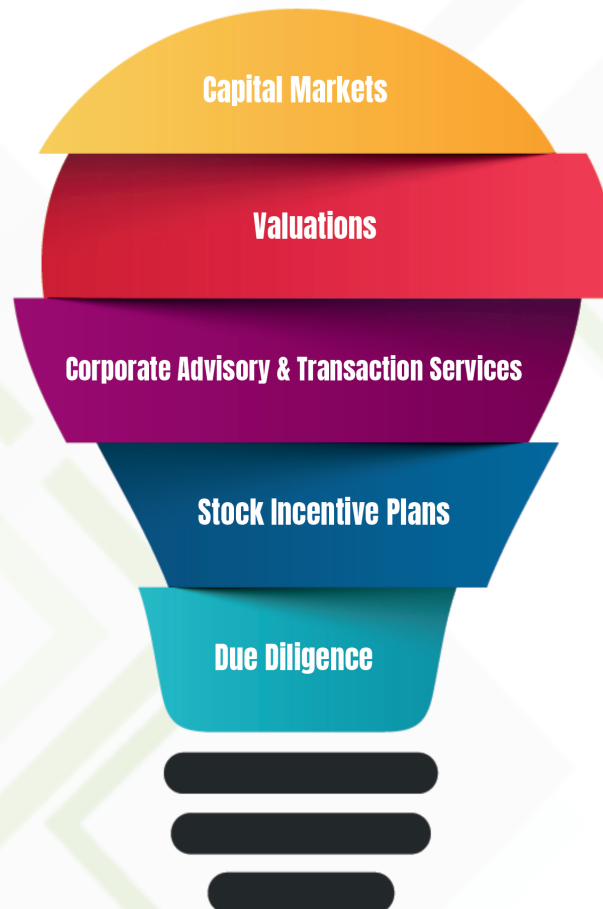 Capital Markets
Valuations
Corporate Advisory & Transaction Services
Stock Incentive Plans
Due Diligence